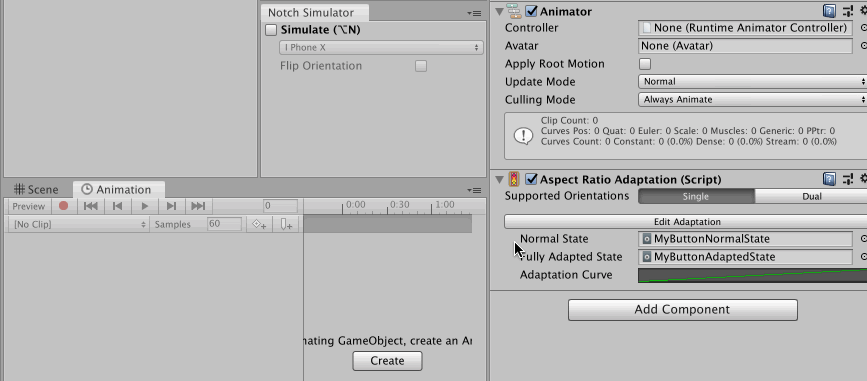 Notch Simulator
Simulate (⌥N)
I Phone X
Flip Orientation
Scene
Animation
Preview
0
0:00 0:30 1:00
[No Clip]
Samples
60
nating GameObject, create an An
Create
Animator
Controller
None (Runtime Animator Controller)
Avatar
None (Avatar)
Apply Root Motion
Update Mode
Normal
Culling Mode
Always Animate
Clip Count: 0
Curves Pos: 0 Quat: 0 Euler: 0 Scale: 0 Muscles: 0 Generic: 0 PPtr: 0
Curves Count: 0 Constant: 0 (0.0%) Dense: 0 (0.0%) Stream: 0 (0.0%)
Aspect Ratio Adaptation (Script)
Supported Orientations
Single
Dual
Edit Adaptation
Normal State
MyButtonNormalState
Fully Adapted State
MyButtonAdaptedState
Adaptation Curve
Add Component